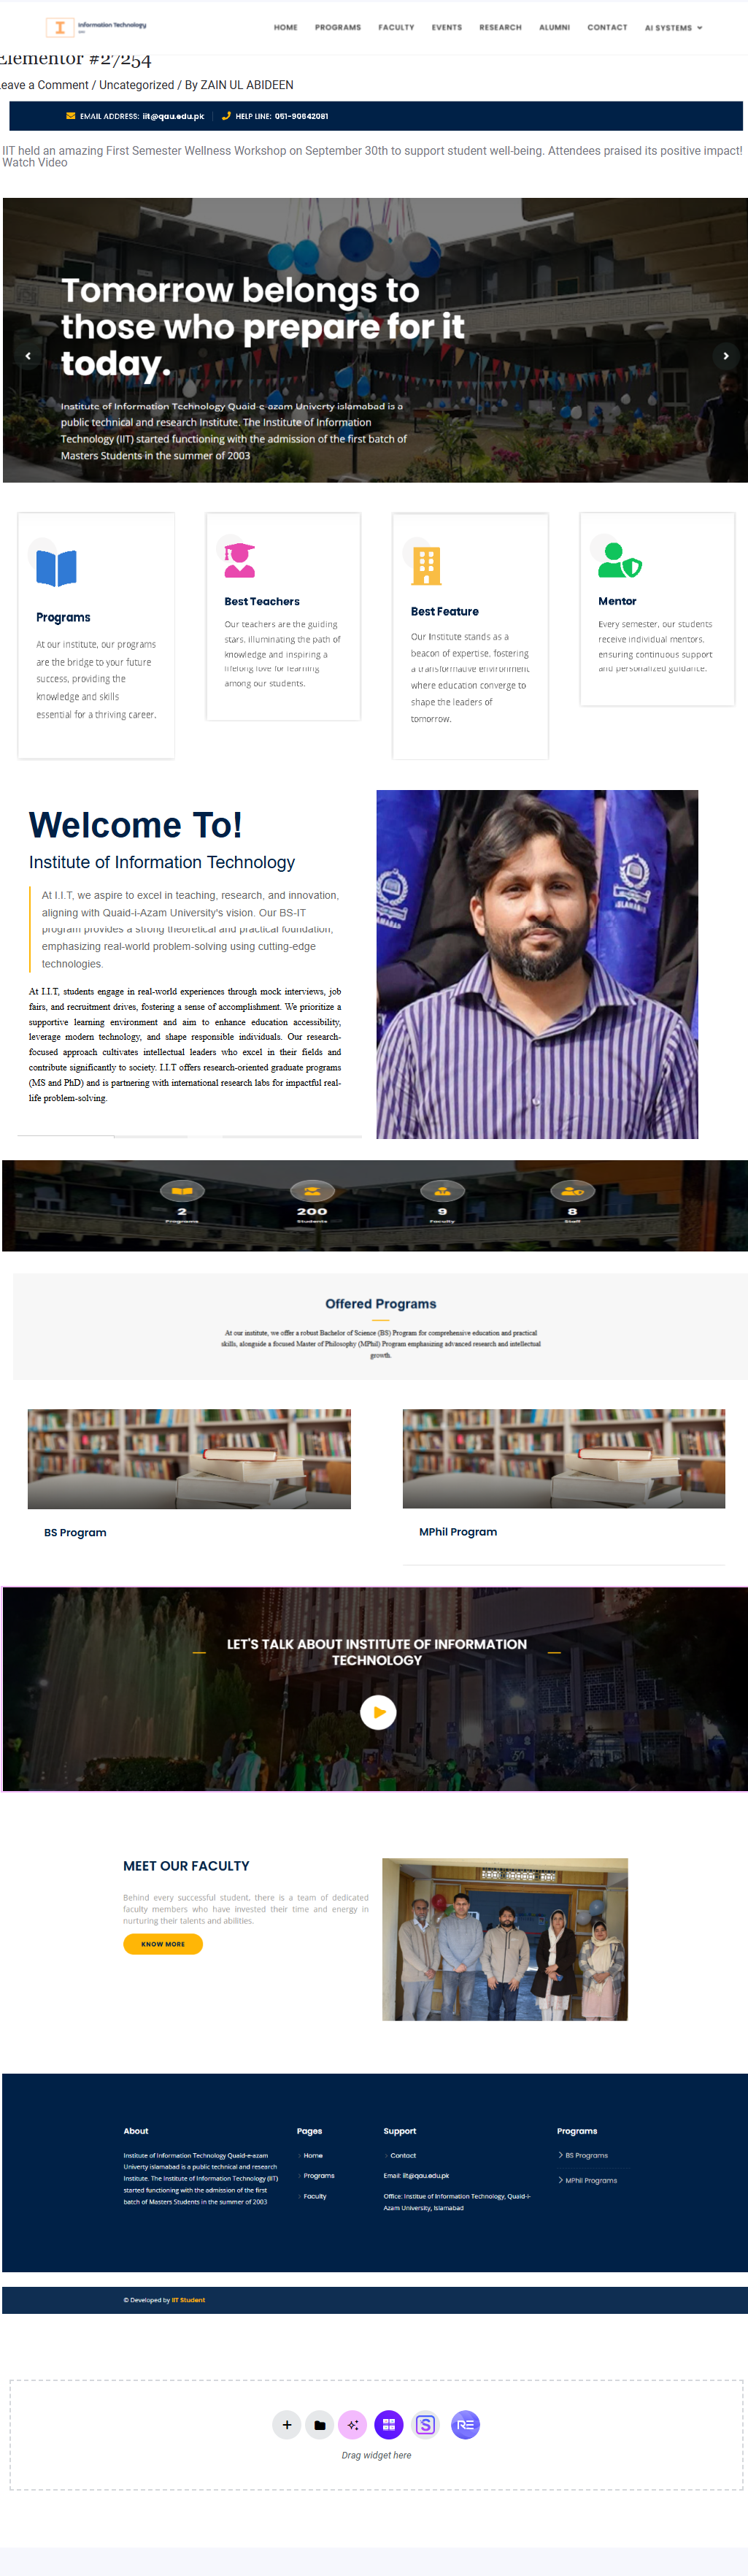 Information Technology
HOME PROGRAMS FACULTY EVENTS RESEARCH ALUMNI CONTACT AI SYSTEMS
Elementor #27254
eave a Comment / Uncategorized / By ZAIN UL ABIDEEN
EMAIL ADDRESS: iit@qau.edu.pk HELP LINE: 051-90642081
IIT held an amazing First Semester Wellness Workshop on September 30th to support student well-being. Attendees praised its positive impact!
Watch Video
Tomorrow belongs to
those who prepare for it
today.
Institute of Information Technology Quaid-e-azam Univerty islamabad is a
public technical and research Institute. The Institute of Information
Technology (IIT) started functioning with the admission of the first batch of
Masters Students in the summer of 2003
Programs
At our institute, our programs
are the bridge to your future
success, providing the
knowledge and skills
essential for a thriving career.
Best Teachers
Our teachers are the guiding
stars, illuminating the path of
knowledge and inspiring a
lifelong love for learning
among our students.
Best Feature
Our Institute stands as a
beacon of expertise, fostering
a transformative environment
where education converge to
shape the leaders of
tomorrow.
Mentor
Every semester, our students
receive individual mentors,
ensuring continuous support
and personalized guidance.
Welcome To!
Institute of Information Technology
At I.I.T, we aspire to excel in teaching, research, and innovation,
aligning with Quaid-i-Azam University's vision. Our BS-IT
program provides a strong theoretical and practical foundation,
emphasizing real-world problem-solving using cutting-edge
technologies.
At I.I.T, students engage in real-world experiences through mock interviews, job
fairs, and recruitment drives, fostering a sense of accomplishment. We prioritize a
supportive learning environment and aim to enhance education accessibility,
leverage modern technology, and shape responsible individuals. Our research-
focused approach cultivates intellectual leaders who excel in their fields and
contribute significantly to society. I.I.T offers research-oriented graduate programs
(MS and PhD) and is partnering with international research labs for impactful real-
life problem-solving.
2 200 9 8
Programs Students Faculty Staff
Offered Programs
At our institute, we offer a robust Bachelor of Science (BS) Program for comprehensive education and practical
skills, alongside a focused Master of Philosophy (MPhil) Program emphasizing advanced research and intellectual
growth.
BS Program
MPhil Program
LET'S TALK ABOUT INSTITUTE OF INFORMATION
TECHNOLOGY
MEET OUR FACULTY
Behind every successful student, there is a team of dedicated
faculty members who have invested their time and energy in
nurturing their talents and abilities.
KNOW MORE
About
Institute of Information Technology Quaid-e-azam
Univerty islamabad is a public technical and research
Institute. The Institute of Information Technology (IIT)
started functioning with the admission of the first
batch of Masters Students in the summer of 2003
Pages
Home
Programs
Faculty
Support
Contact
Email: iit@qau.edu.pk
Office: Institue of Information Technology, Quaid-i-
Azam University, Islamabad
Programs
BS Programs
MPhil Programs
© Developed by IIT Student
Drag widget here